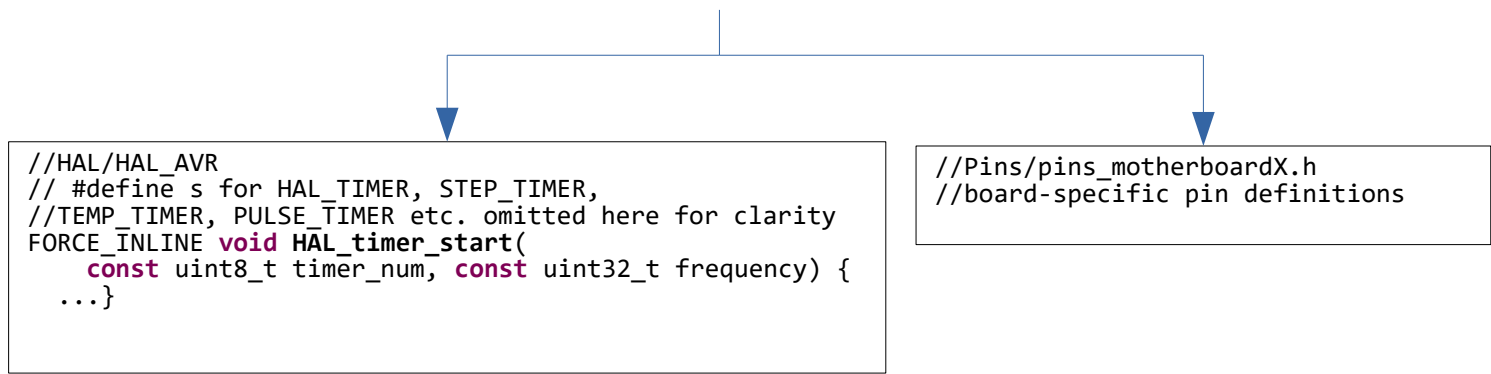 //HAL/HAL_AVR
// #define s for HAL_TIMER, STEP_TIMER,
//TEMP_TIMER, PULSE_TIMER etc. omitted here for clarity
FORCE_INLINE void HAL_timer_start(
    const uint8_t timer_num, const uint32_t frequency) {
  ...}
//Pins/pins_motherboardX.h
//board-specific pin definitions